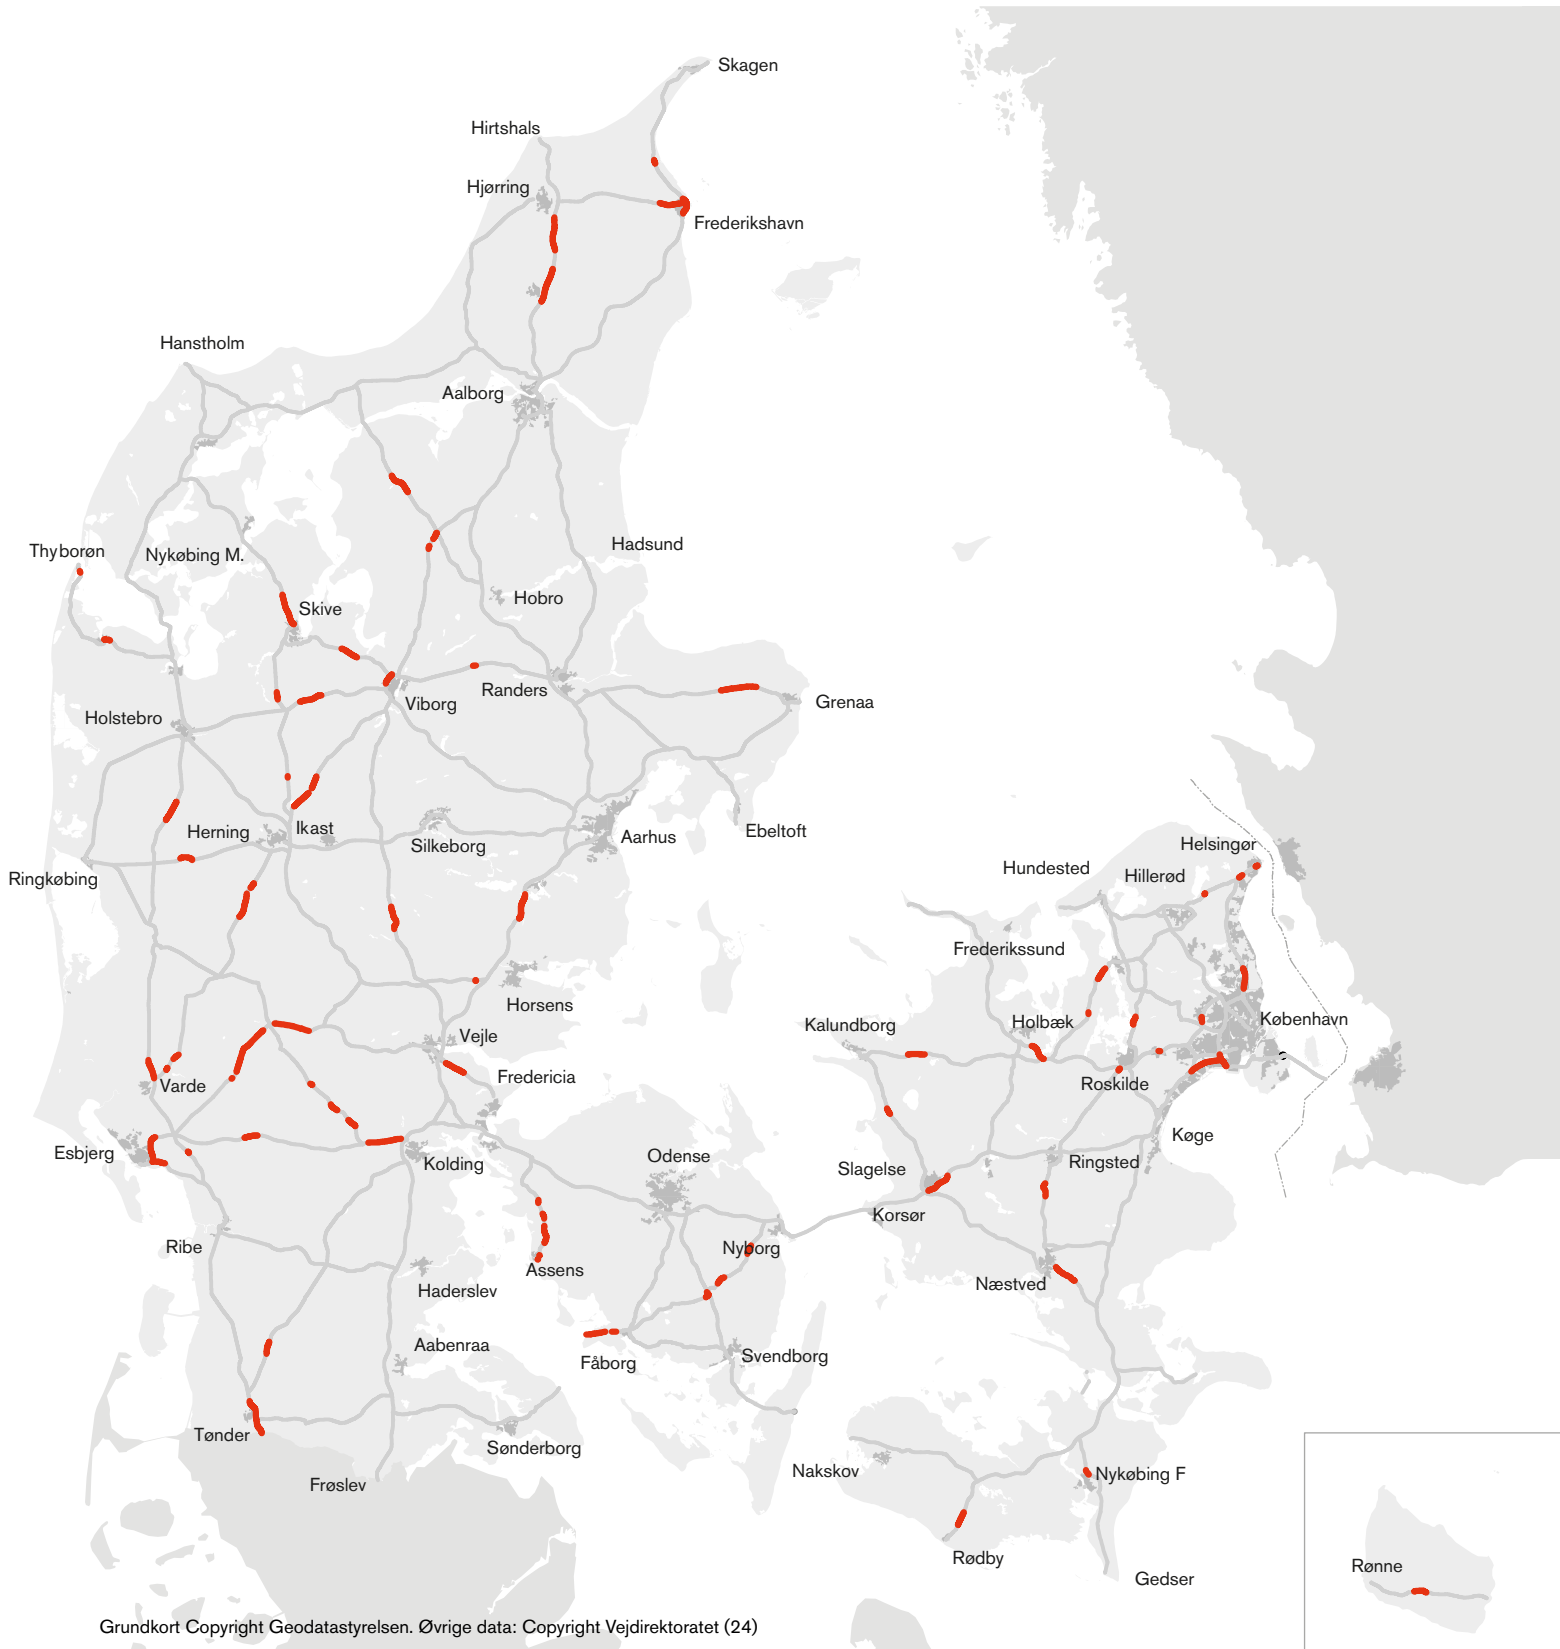 Skagen
Hirtshals
Hjørring
Frederikshavn
Hanstholm
Aalborg
Hadsund
Thyborøn
Nykøbing M.
Hobro
Skive
Randers
Viborg
Grenaa
Holstebro
Ikast
Herning
Ebeltoft
Aarhus
Silkeborg
Helsingør
Hundested
Hillerød
Ringkøbing
Frederikssund
Horsens
København
Holbæk
Kalundborg
Vejle
Fredericia
Varde
Roskilde
Køge
Esbjerg
Odense
Kolding
Ringsted
Slagelse
Korsør
Ribe
Nyborg
Assens
Næstved
Haderslev
Aabenraa
Svendborg
Fåborg
Tønder
Sønderborg
Nakskov
Nykøbing F
Frøslev
Rødby
Rønne
Gedser
Grundkort Copyright Geodatastyrelsen. Øvrige data: Copyright Vejdirektoratet (24)